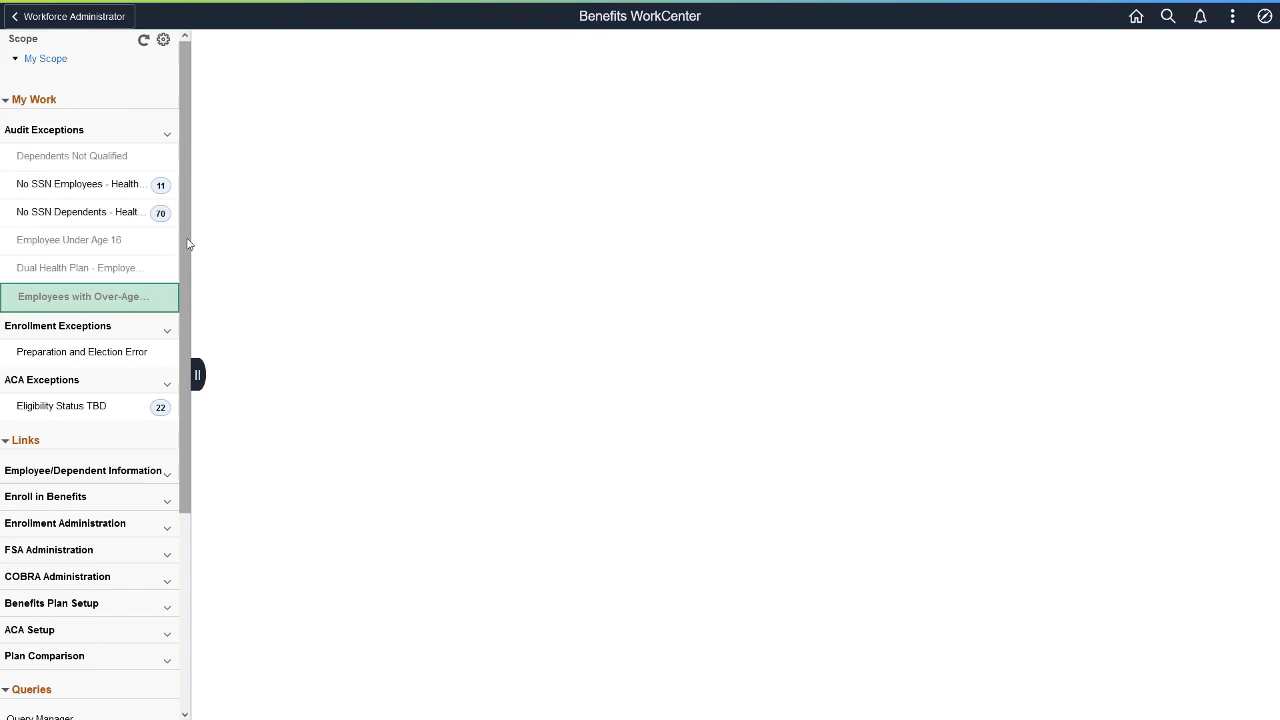 Workforce Administrator
Benefits WorkCenter
Scope
My Scope
My Work
Audit Exceptions
Dependents Not Qualified
No SSN Employees - Health... 11
No SSN Dependents - Healt... 70
Employee Under Age 16
Dual Health Plan - Employe...
Employees with Over-Age...
Enrollment Exceptions
Preparation and Election Error
ACA Exceptions
Eligibility Status TBD 22
Links
Employee/Dependent Information
Enroll in Benefits
Enrollment Administration
FSA Administration
COBRA Administration
Benefits Plan Setup
ACA Setup
Plan Comparison
Queries
Query Manager